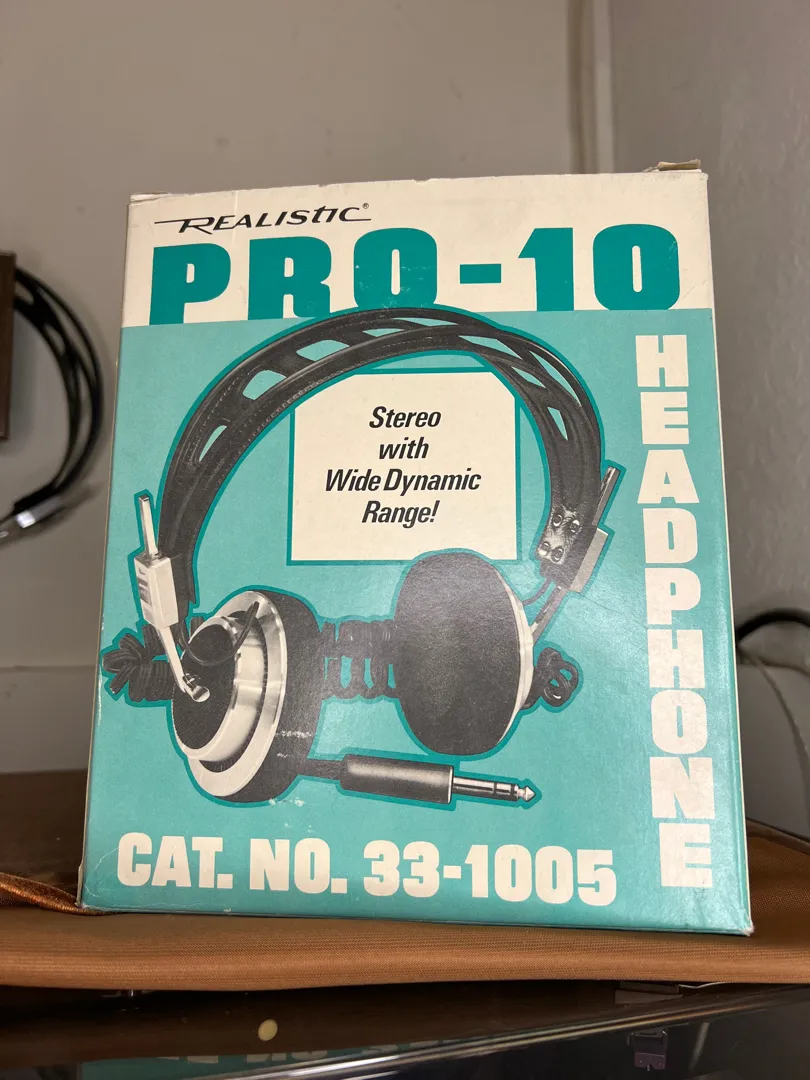 REALISTIC®
PRO-10
HEADPHONE
Stereo
with
Wide Dynamic
Range!
CAT. NO. 33-1005